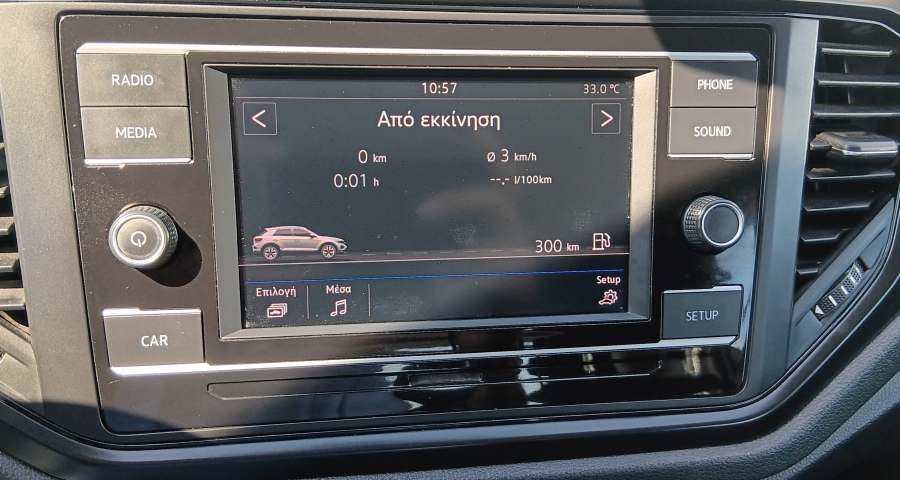 RADIO
MEDIA
CAR
10:57 33.0 °C
< Από εκκίνηση >
0 km Ø 3 km/h
0:01 h --.- l/100km
300 km
Επιλογή Μέσα Setup
PHONE
SOUND
SETUP